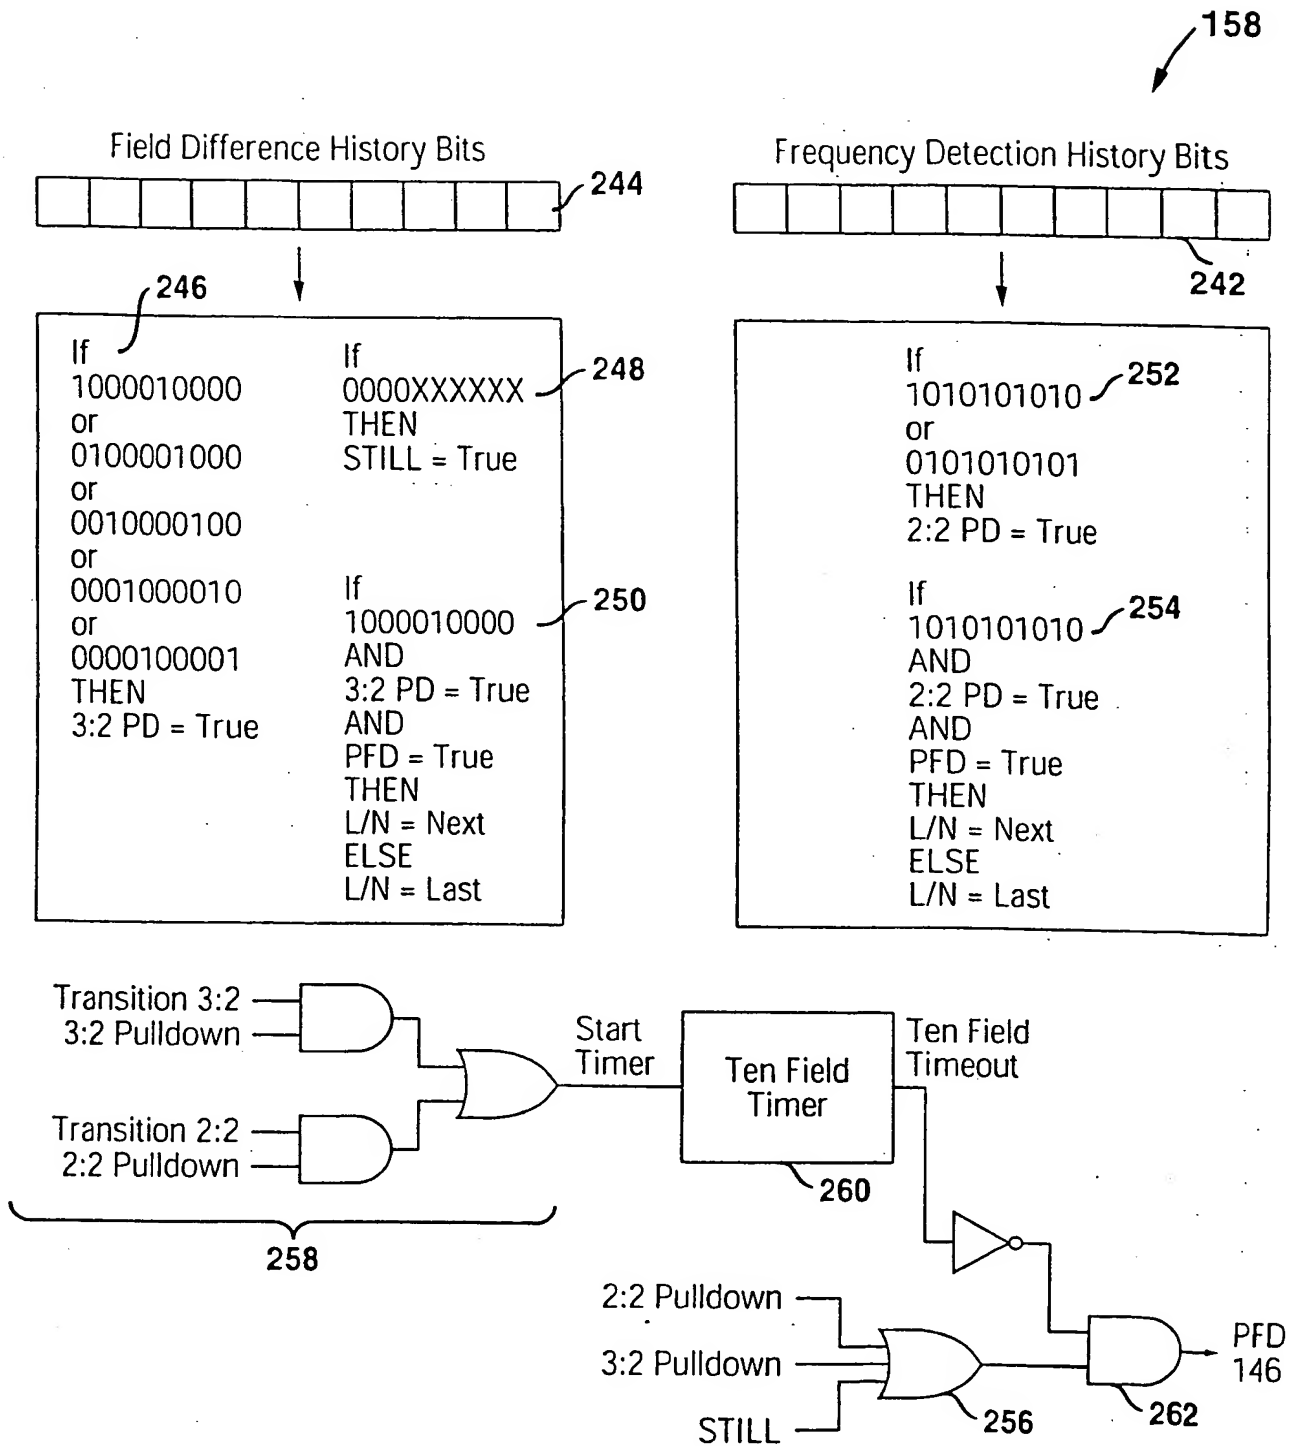 158
Field Difference History Bits
244
Frequency Detection History Bits
242
246
If
1000010000
or
0100001000
or
0010000100
or
0001000010
or
0000100001
THEN
3:2 PD = True
If
0000XXXXXX
248
THEN
STILL = True
If
1000010000
250
AND
3:2 PD = True
AND
PFD = True
THEN
L/N = Next
ELSE
L/N = Last
If
1010101010
252
or
0101010101
THEN
2:2 PD = True
If
1010101010
254
AND
2:2 PD = True
AND
PFD = True
THEN
L/N = Next
ELSE
L/N = Last
Transition 3:2
3:2 Pulldown
Transition 2:2
2:2 Pulldown
258
Start
Timer
Ten Field
Timer
260
Ten Field
Timeout
2:2 Pulldown
3:2 Pulldown
STILL
256
262
PFD
146